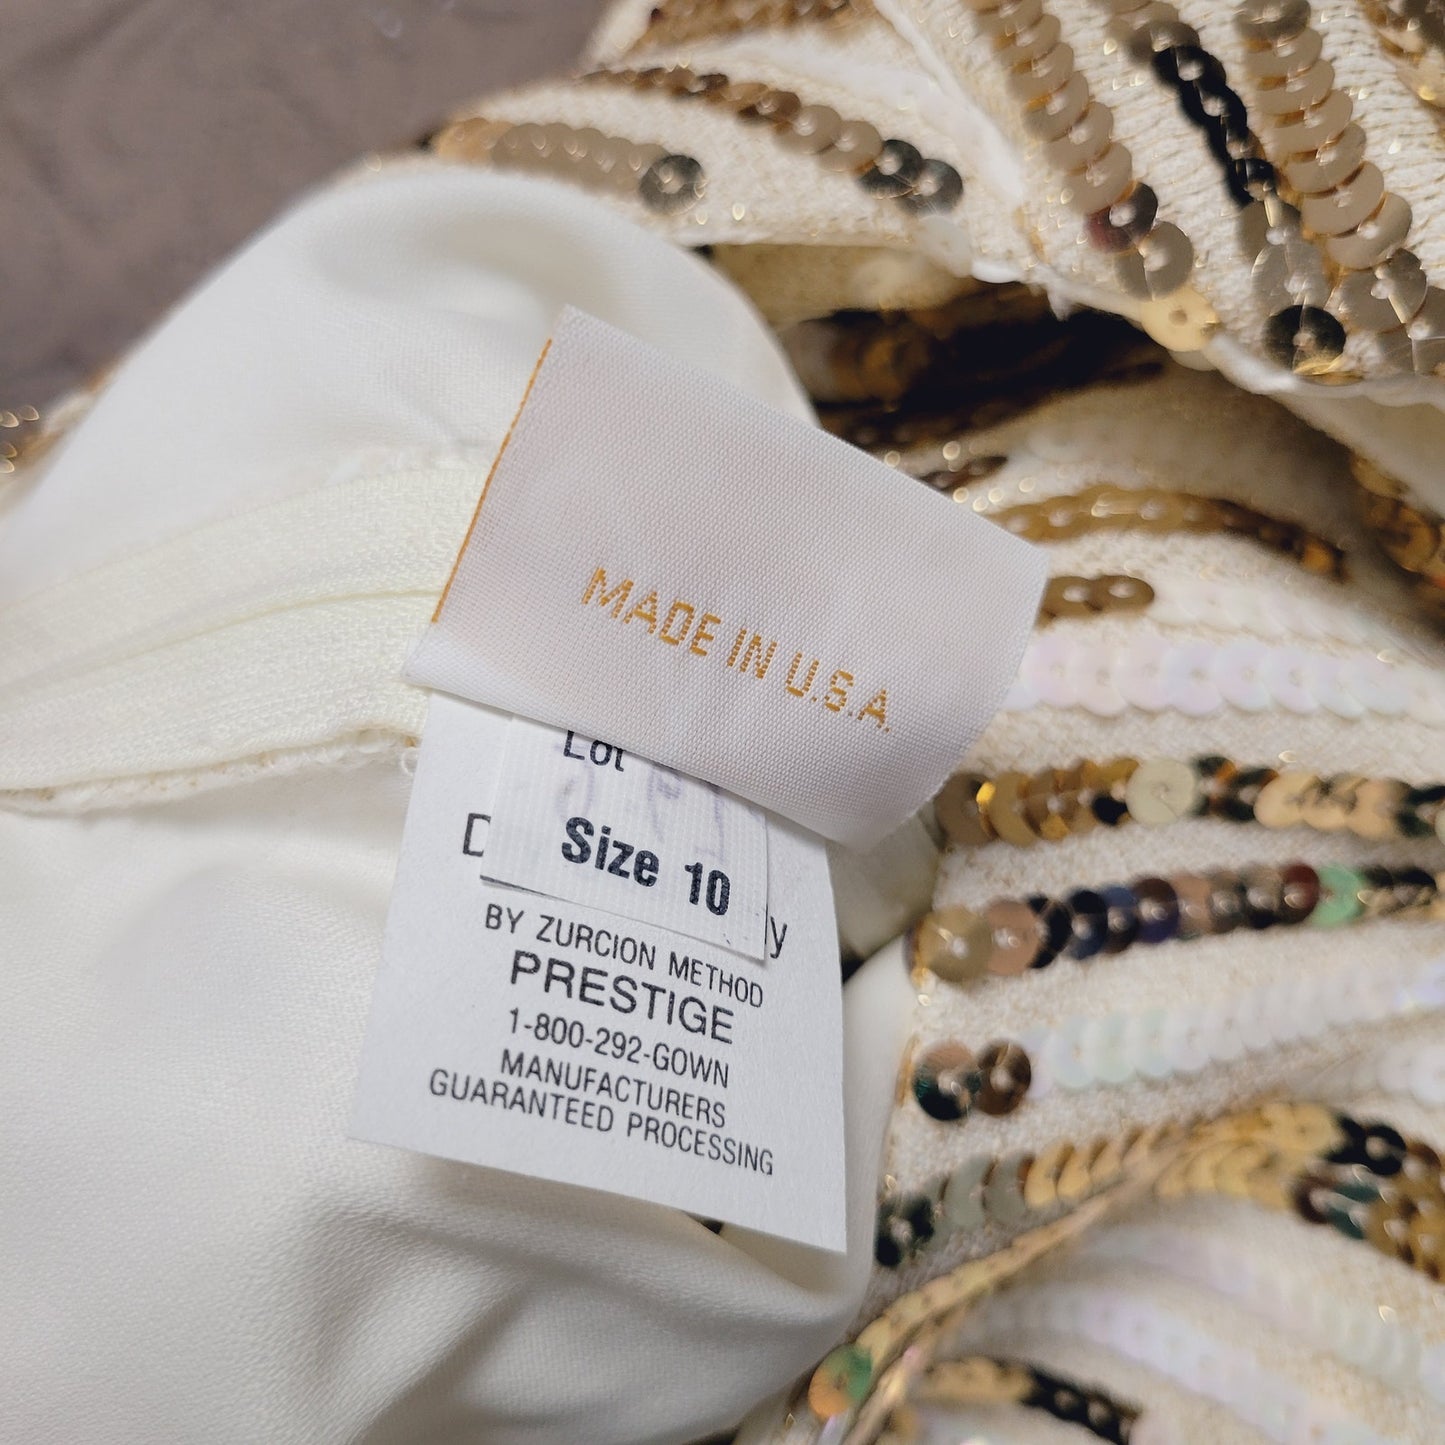 MADE IN U.S.A.
Lot
Size 10
BY ZURCION METHOD
PRESTIGE
1-800-292-GOWN
MANUFACTURERS
GUARANTEED PROCESSING